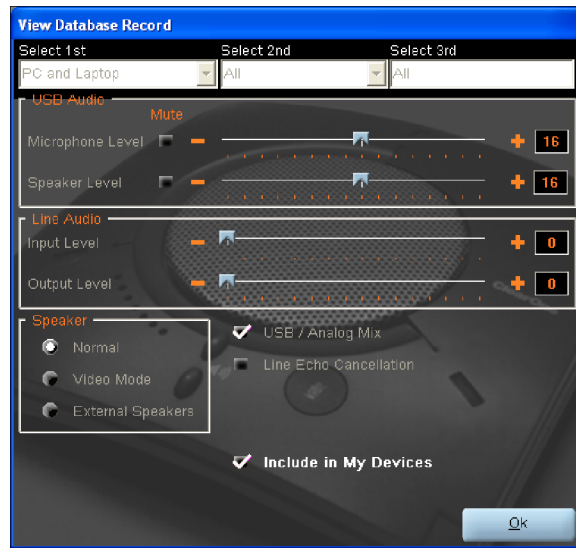 View Database Record
Select 1st Select 2nd Select 3rd
PC and Laptop All All
USB Audio
Mute
Microphone Level 16
Speaker Level 16
Line Audio
Input Level 0
Output Level 0
Speaker
Normal
Video Mode
External Speakers
USB / Analog Mix
Line Echo Cancellation
Include in My Devices
Ok